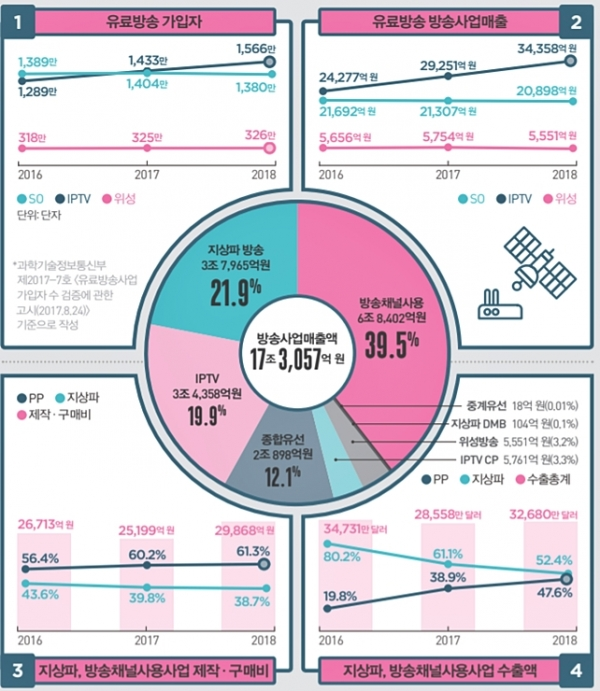 1 유료방송 가입자
1,389만
1,289만
1,433만
1,404만
1,566만
1,380만
318만
325만
326만
2016 2017 2018
SO IPTV 위성
단위: 단자
*과학기술정보통신부
제2017-7호 <유료방송사업
가입자 수 검증에 관한
고시(2017.8.24)>
기준으로 작성
유료방송 방송사업매출 2
24,277억 원
29,251억 원
34,358억 원
21,692억 원
21,307억 원
20,898억 원
5,656억 원
5,754억 원
5,551억 원
2016 2017 2018
SO IPTV 위성
지상파 방송
3조 7,965억원
21.9%
방송채널사용
6조 8,402억원
39.5%
방송사업매출액
17조 3,057억 원
IPTV
3조 4,358억원
19.9%
종합유선
2조 898억원
12.1%
중계유선 18억 원(0.01%)
지상파 DMB 104억 원(0.1%)
위성방송 5,551억 원(3.2%)
IPTV CP 5,761억 원(3.3%)
PP 지상파
제작·구매비
26,713억 원
25,199억 원
29,868억 원
56.4%
60.2%
61.3%
43.6%
39.8%
38.7%
2016 2017 2018
3 지상파, 방송채널사용사업 제작·구매비
PP 지상파 수출총계
34,731만 달러
28,558만 달러
32,680만 달러
80.2%
61.1%
52.4%
19.8%
38.9%
47.6%
2016 2017 2018
지상파, 방송채널사용사업 수출액 4